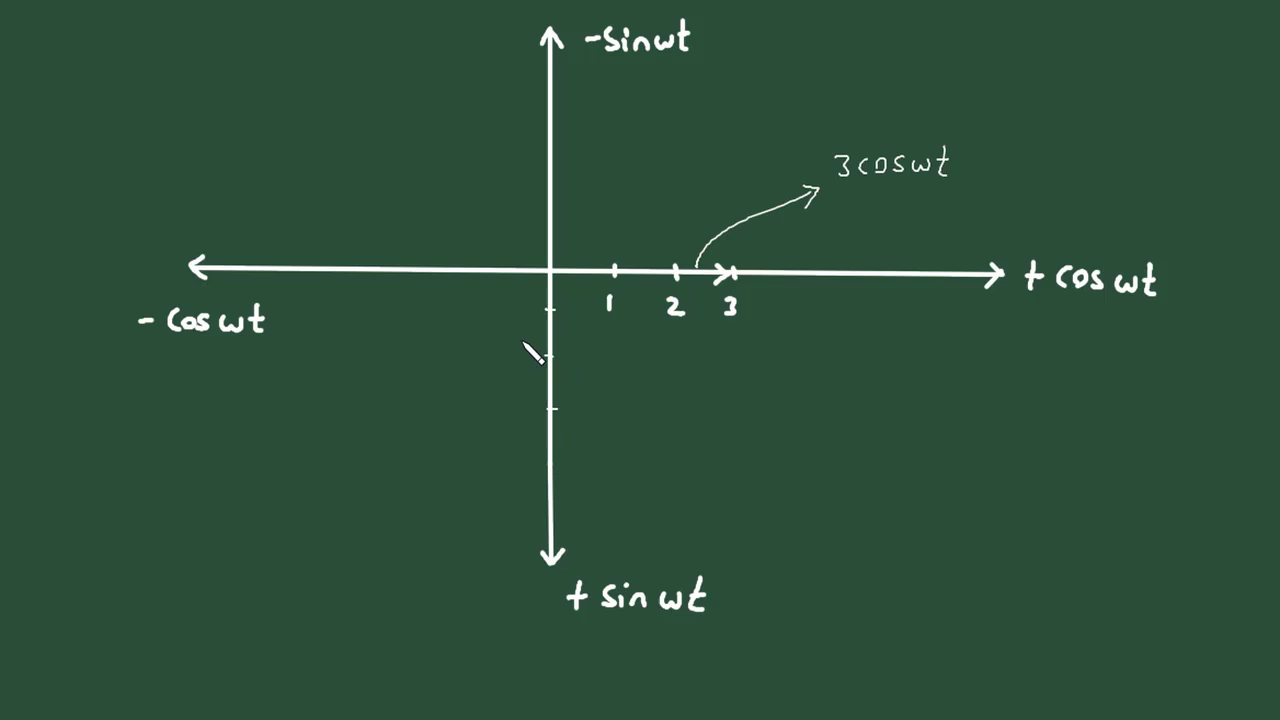 -sinwt
3coswt
+ cos wt
1 2 3
- cos wt
+ sin wt